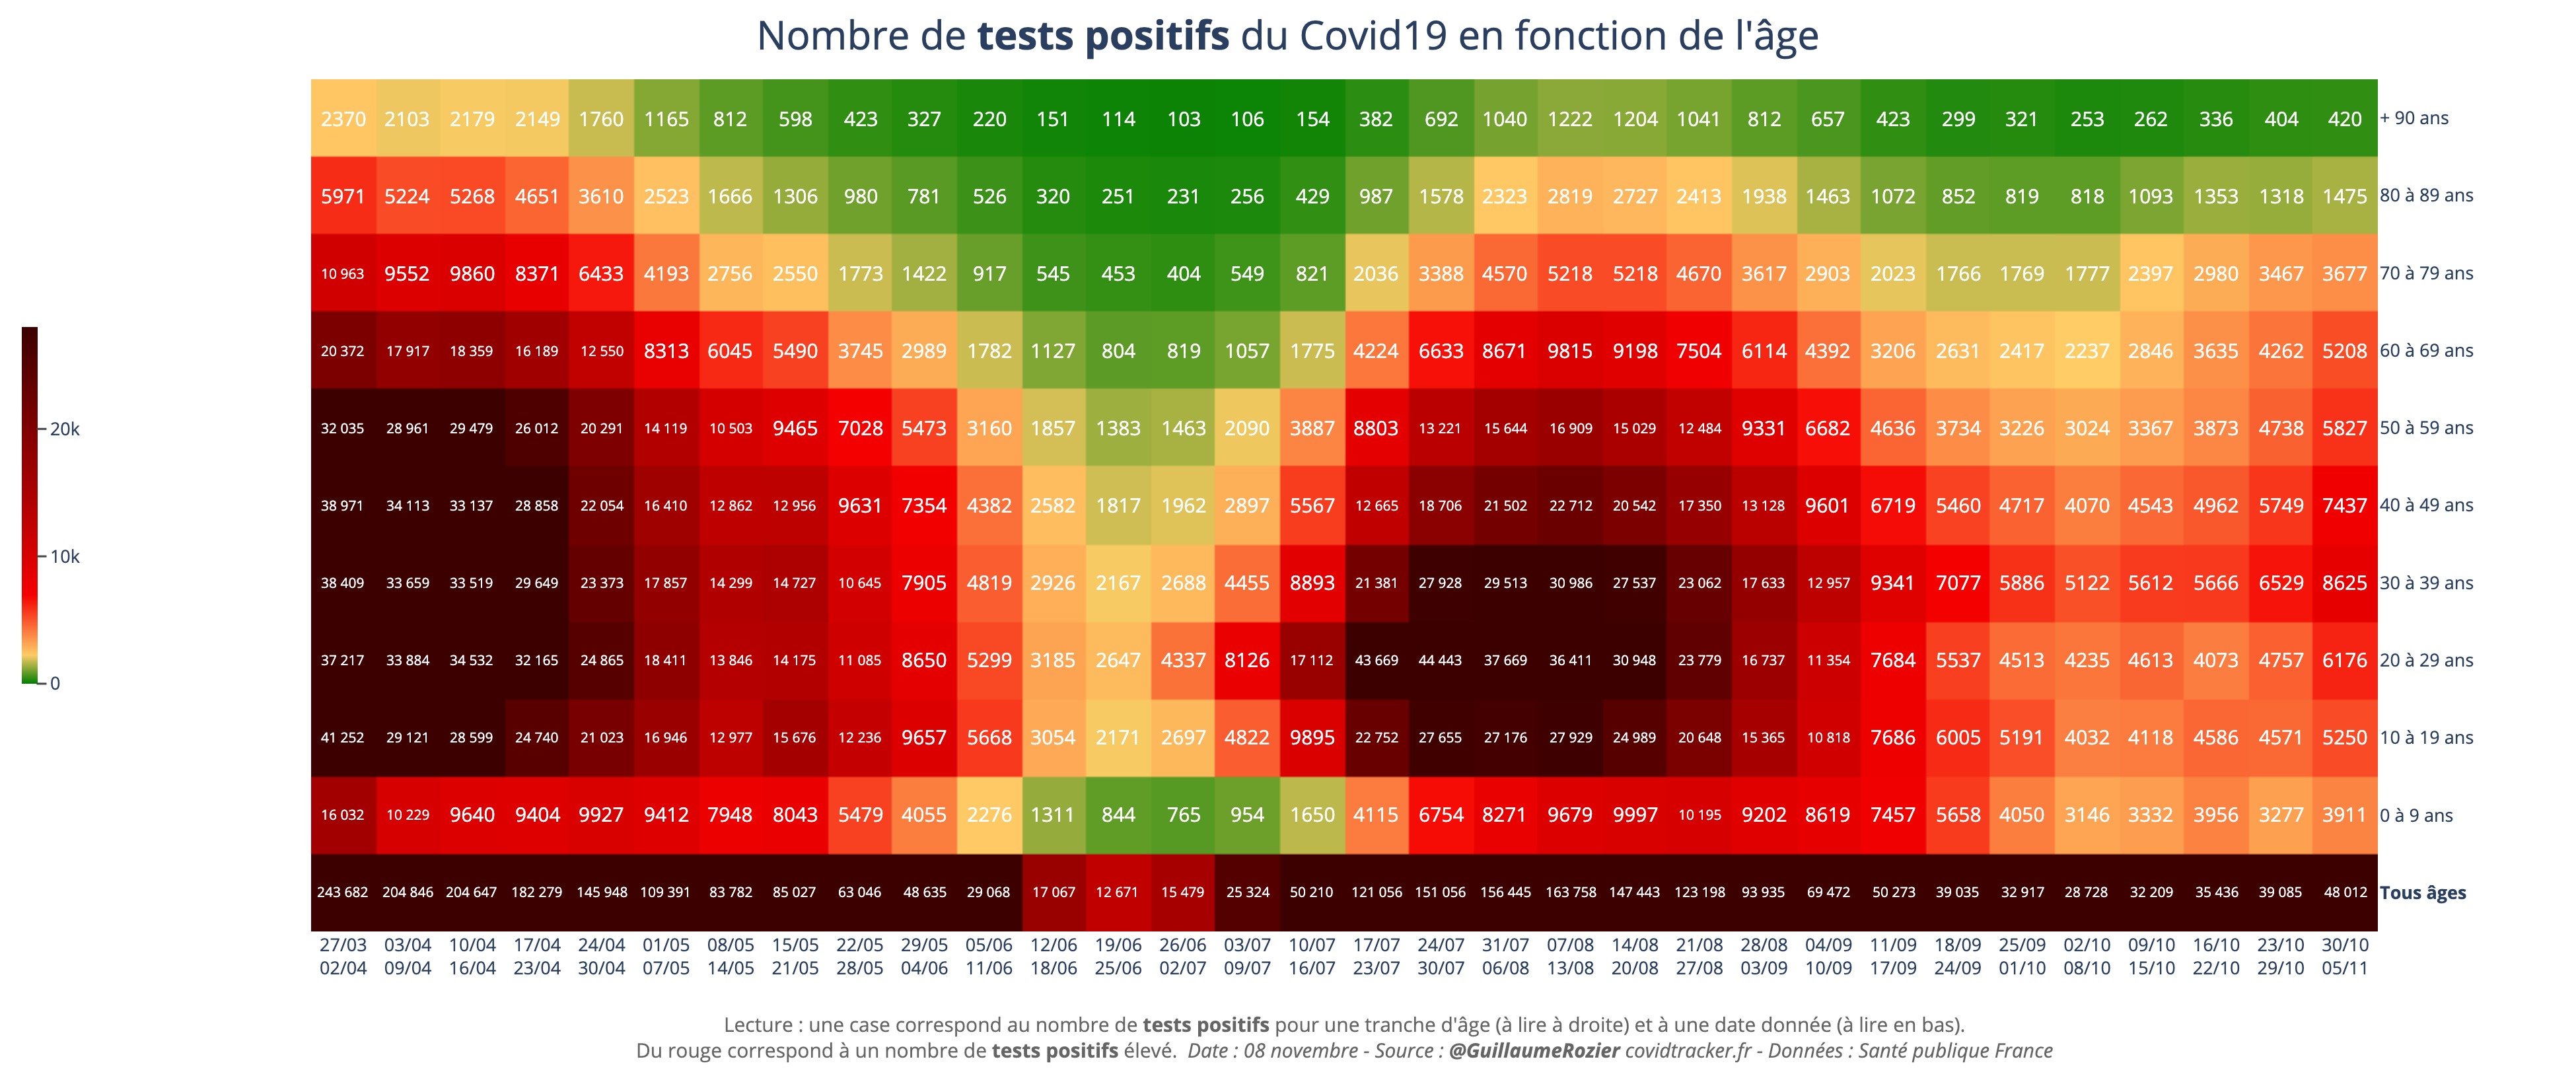 Nombre de tests positifs du Covid19 en fonction de l'âge
2370 2103 2179 2149 1760 1165 812 598 423 327 220 151 114 103 106 154 382 692 1040 1222 1204 1041 812 657 423 299 321 253 262 336 404 420 + 90 ans
5971 5224 5268 4651 3610 2523 1666 1306 980 781 526 320 251 231 256 429 987 1578 2323 2819 2727 2413 1938 1463 1072 852 819 818 1093 1353 1318 1475 80 à 89 ans
10 963 9552 9860 8371 6433 4193 2756 2550 1773 1422 917 545 453 404 549 821 2036 3388 4570 5218 5218 4670 3617 2903 2023 1766 1769 1777 2397 2980 3467 3677 70 à 79 ans
20 372 17 917 18 359 16 189 12 550 8313 6045 5490 3745 2989 1782 1127 804 819 1057 1775 4224 6633 8671 9815 9198 7504 6114 4392 3206 2631 2417 2237 2846 3635 4262 5208 60 à 69 ans
20k
32 035 28 961 29 479 26 012 20 291 14 119 10 503 9465 7028 5473 3160 1857 1383 1463 2090 3887 8803 13 221 15 644 16 909 15 029 12 484 9331 6682 4636 3734 3226 3024 3367 3873 4738 5827 50 à 59 ans
38 971 34 113 33 137 28 858 22 054 16 410 12 862 12 956 9631 7354 4382 2582 1817 1962 2897 5567 12 665 18 706 21 502 22 712 20 542 17 350 13 128 9601 6719 5460 4717 4070 4543 4962 5749 7437 40 à 49 ans
10k
38 409 33 659 33 519 29 649 23 373 17 857 14 299 14 727 10 645 7905 4819 2926 2167 2688 4455 8893 21 381 27 928 29 513 30 986 27 537 23 062 17 633 12 957 9341 7077 5886 5122 5612 5666 6529 8625 30 à 39 ans
37 217 33 884 34 532 32 165 24 865 18 411 13 846 14 175 11 085 8650 5299 3185 2647 4337 8126 17 112 43 669 44 443 37 669 36 411 30 948 23 779 16 737 11 354 7684 5537 4513 4235 4613 4073 4757 6176 20 à 29 ans
0
41 252 29 121 28 599 24 740 21 023 16 946 12 977 15 676 12 236 9657 5668 3054 2171 2697 4822 9895 22 752 27 655 27 176 27 929 24 989 20 648 15 365 10 818 7686 6005 5191 4032 4118 4586 4571 5250 10 à 19 ans
16 032 10 229 9640 9404 9927 9412 7948 8043 5479 4055 2276 1311 844 765 954 1650 4115 6754 8271 9679 9997 10 195 9202 8619 7457 5658 4050 3146 3332 3956 3277 3911 0 à 9 ans
243 682 204 846 204 647 182 279 145 948 109 391 83 782 85 027 63 046 48 635 29 068 17 067 12 671 15 479 25 324 50 210 121 056 151 056 156 445 163 758 147 443 123 198 93 935 69 472 50 273 39 035 32 917 28 728 32 209 35 436 39 085 48 012 Tous âges
27/03 03/04 10/04 17/04 24/04 01/05 08/05 15/05 22/05 29/05 05/06 12/06 19/06 26/06 03/07 10/07 17/07 24/07 31/07 07/08 14/08 21/08 28/08 04/09 11/09 18/09 25/09 02/10 09/10 16/10 23/10 30/10
02/04 09/04 16/04 23/04 30/04 07/05 14/05 21/05 28/05 04/06 11/06 18/06 25/06 02/07 09/07 16/07 23/07 30/07 06/08 13/08 20/08 27/08 03/09 10/09 17/09 24/09 01/10 08/10 15/10 22/10 29/10 05/11
Lecture : une case correspond au nombre de tests positifs pour une tranche d'âge (à lire à droite) et à une date donnée (à lire en bas).
Du rouge correspond à un nombre de tests positifs élevé. Date : 08 novembre - Source : @GuillaumeRozier covidtracker.fr - Données : Santé publique France